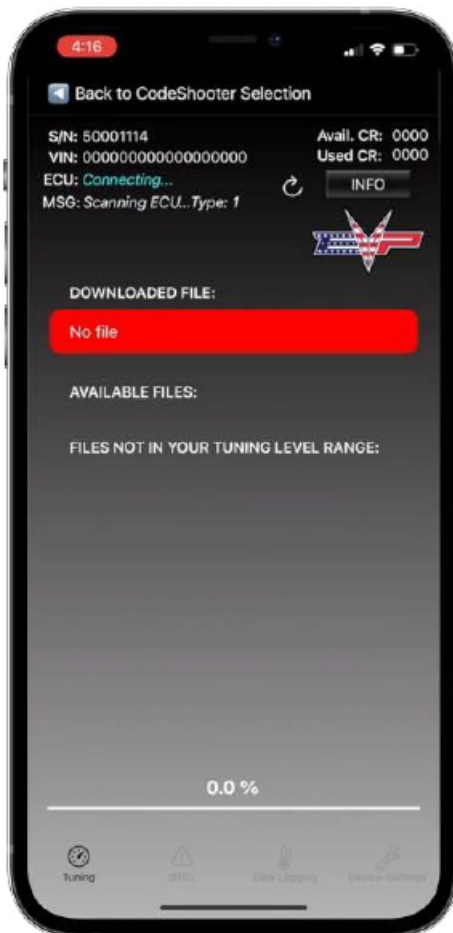 4:16
Back to CodeShooter Selection
S/N: 50001114
Avail. CR: 0000
VIN: 00000000000000000
Used CR: 0000
ECU: Connecting...
INFO
MSG: Scanning ECU...Type: 1
VP
DOWNLOADED FILE:
No file
AVAILABLE FILES:
FILES NOT IN YOUR TUNING LEVEL RANGE:
0.0 %
Tuning
DTCs
Data Logging
Device Settings